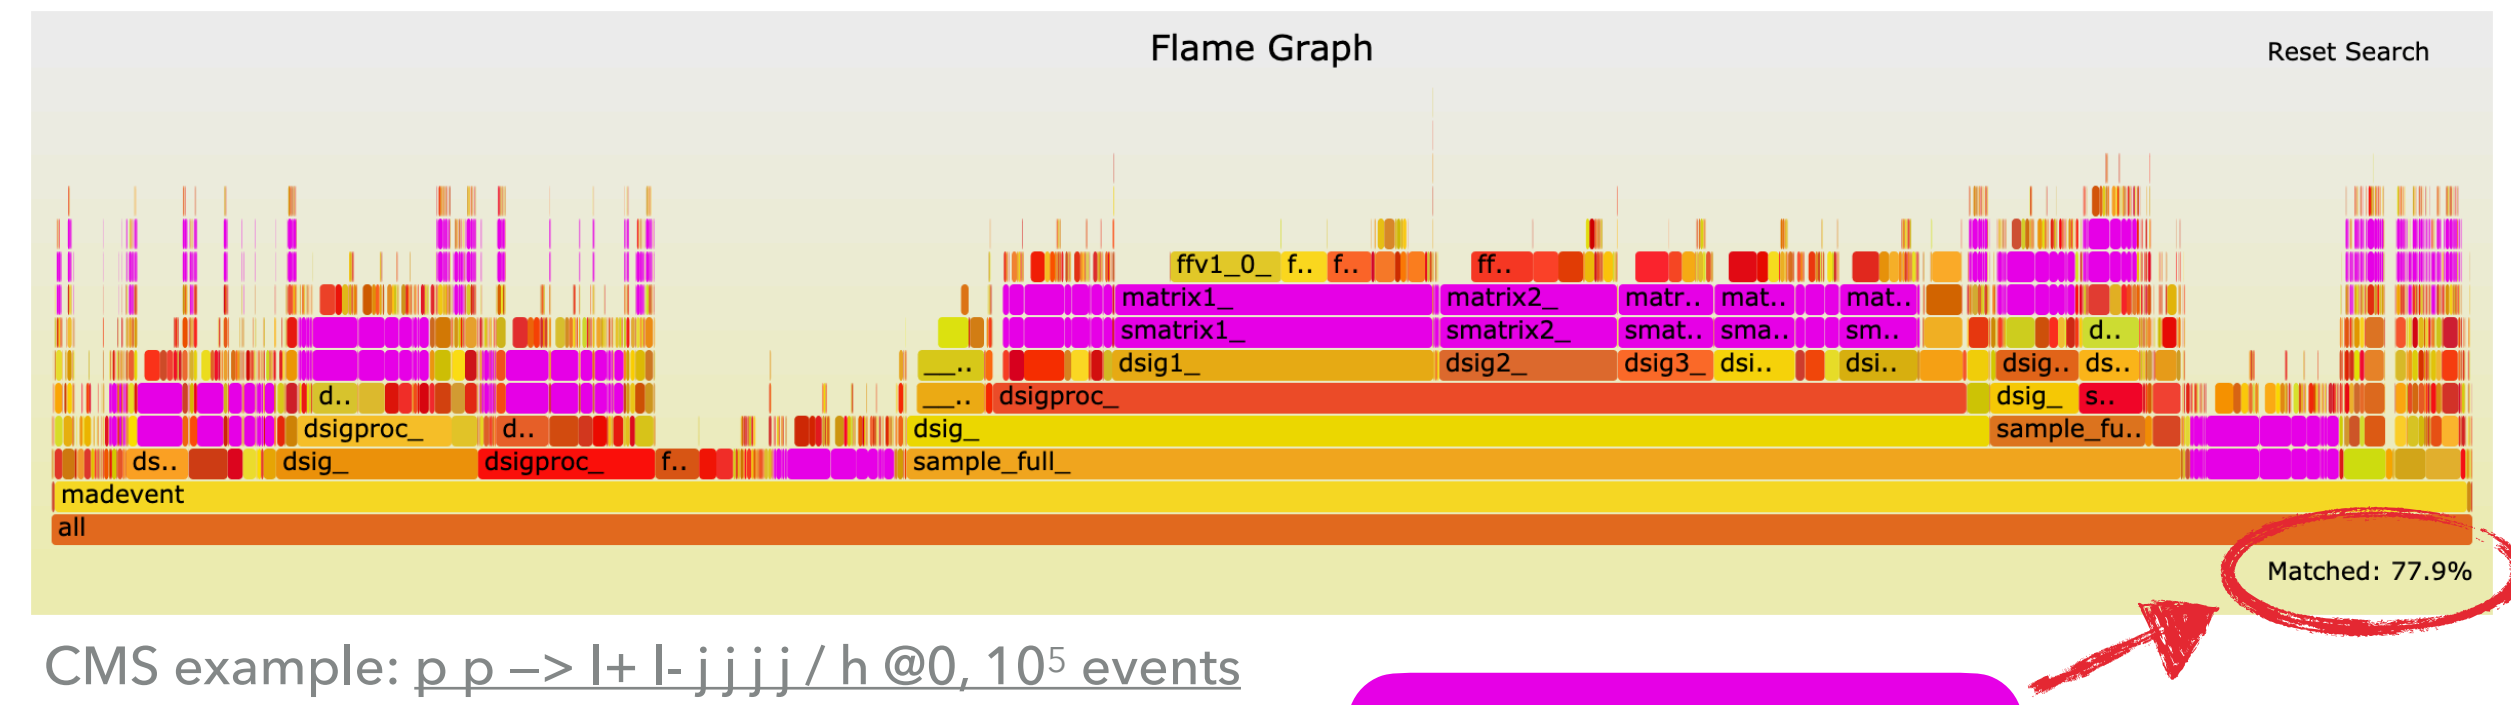 Flame Graph
Reset Search
ffv1_0_ f.. f.. ff..
matrix1_ matrix2_ matr.. mat.. mat..
smatrix1_ smatrix2_ smat.. sma.. sm.. d..
__.. dsig1_ dsig2_ dsig3_ dsi.. dsi.. dsig.. ds..
d.. __.. dsigproc_ dsig_ s..
dsigproc_ d.. dsig_ sample_fu..
ds.. dsig_ dsigproc_ f.. sample_full_
madevent
all
Matched: 77.9%
CMS example: p p —> l+ l- j j j j / h @0, 10⁵ events